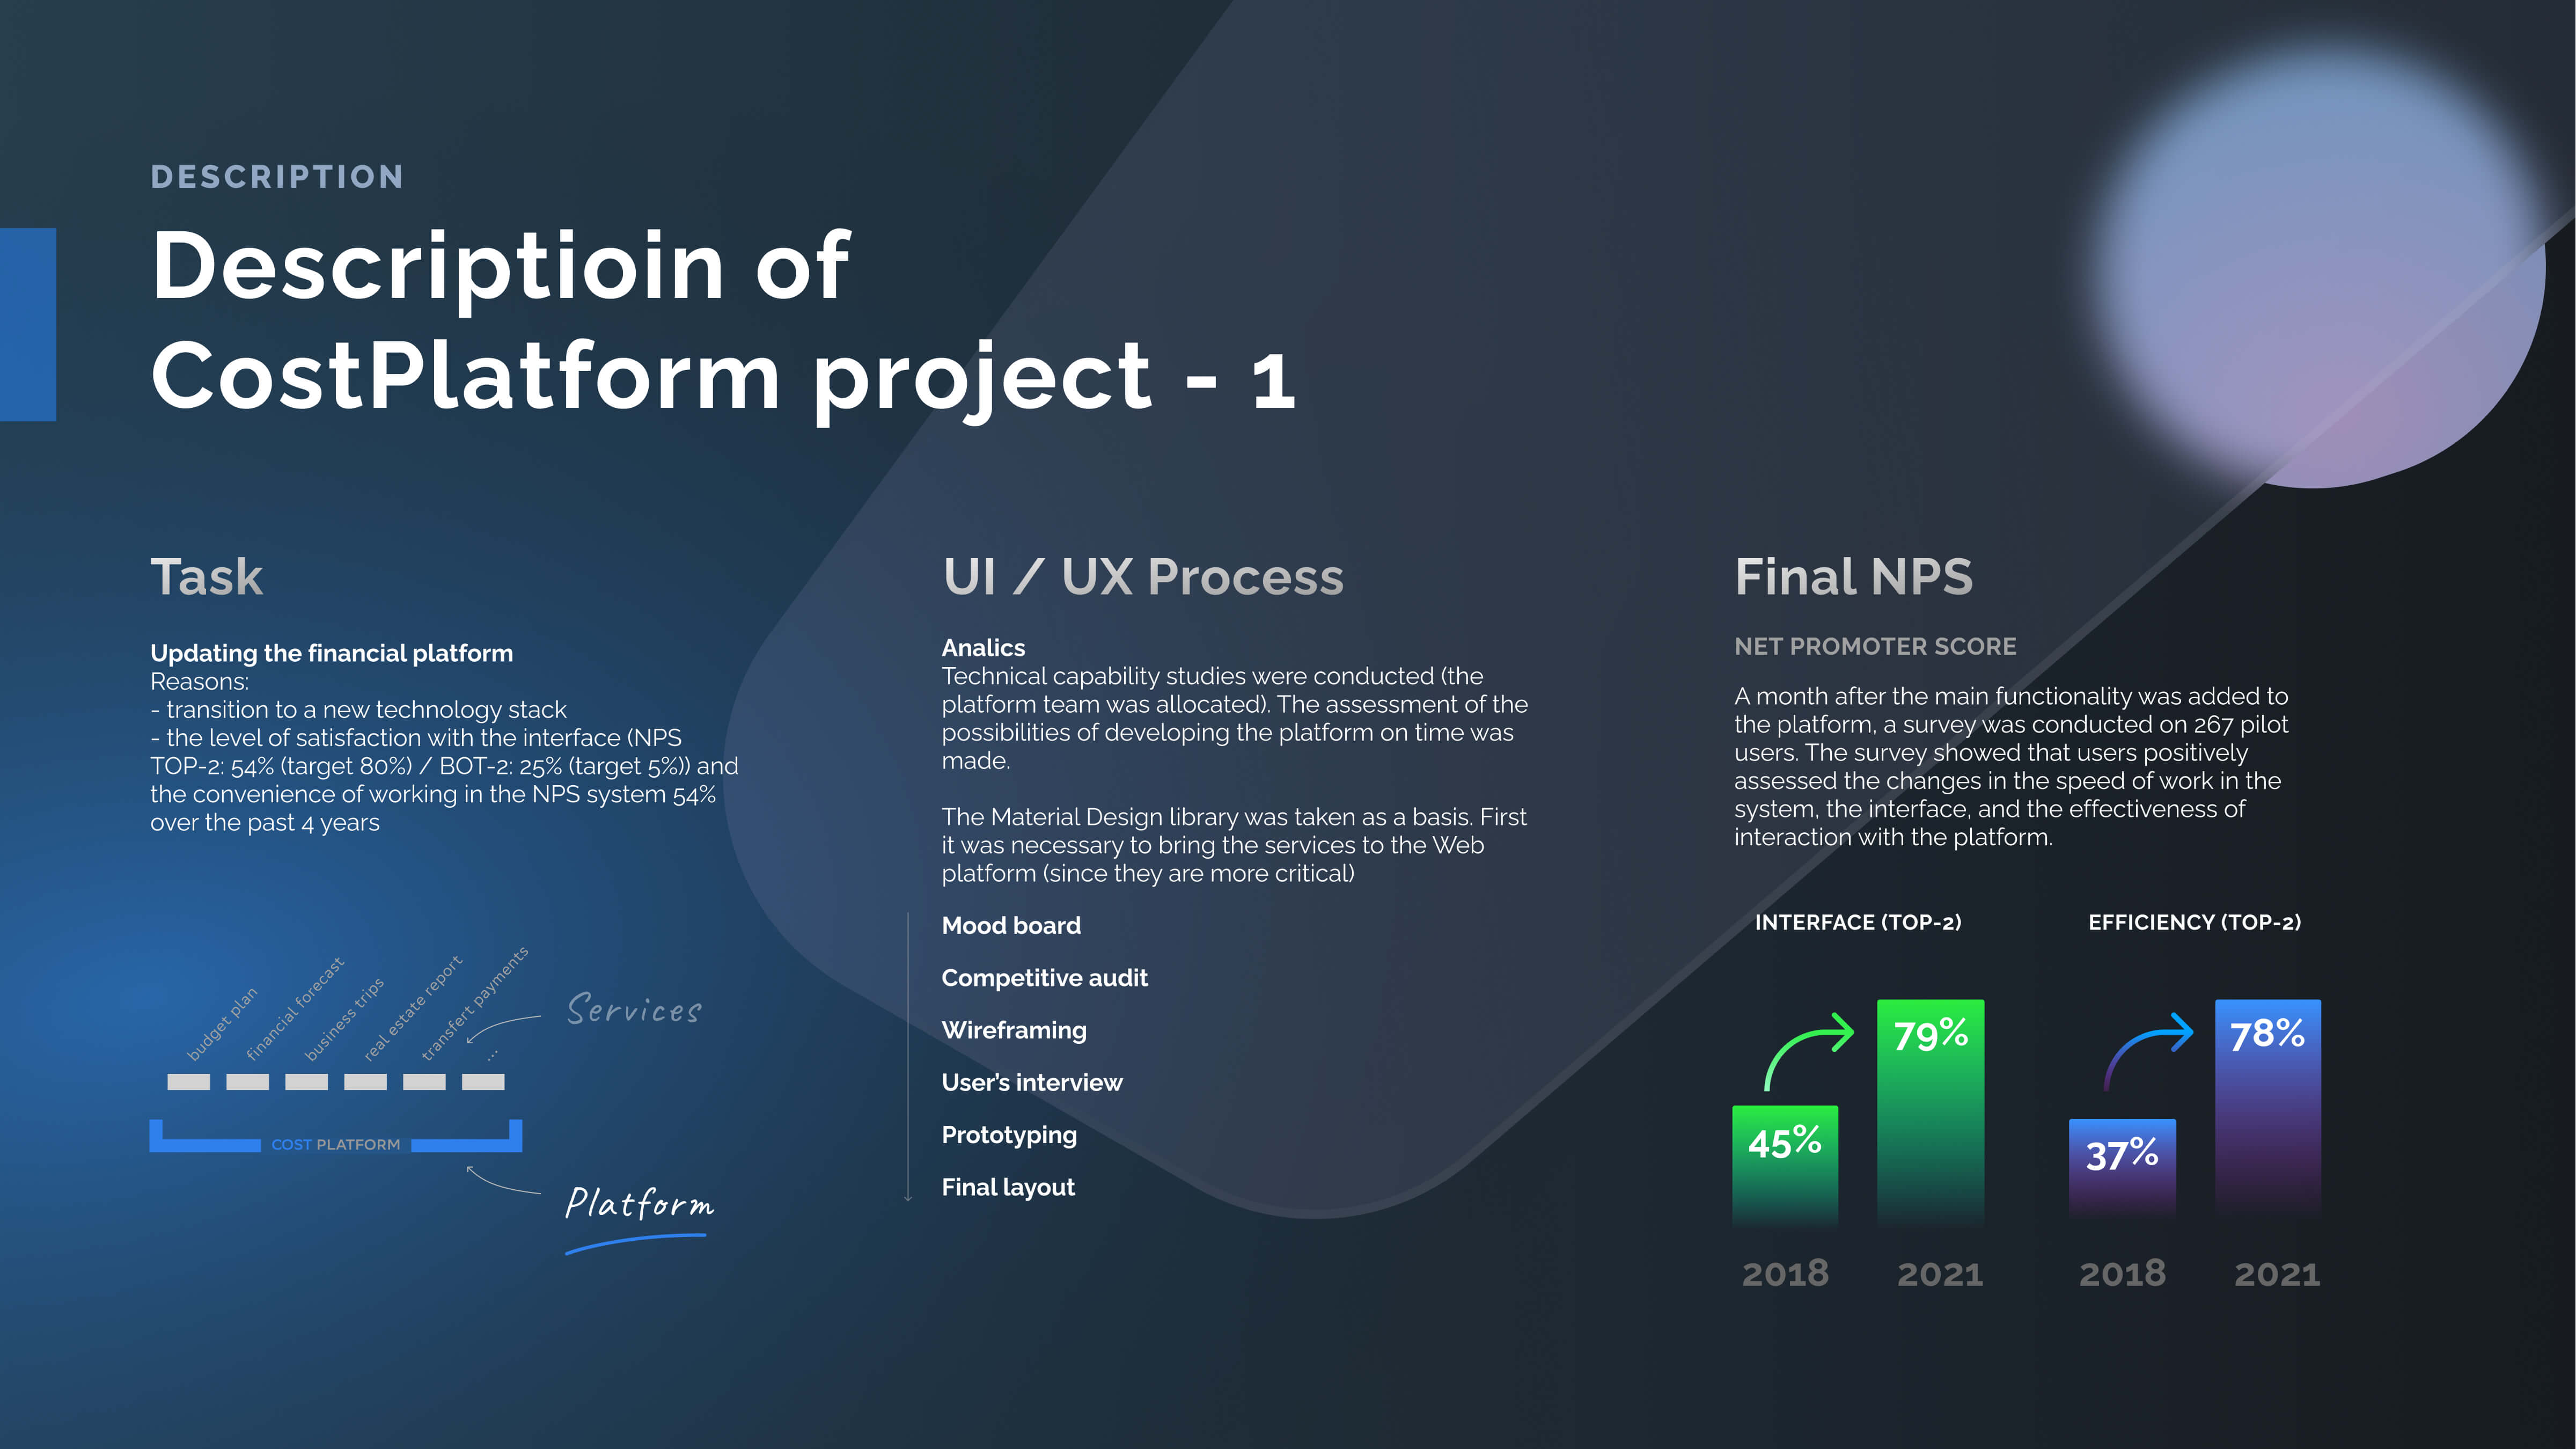 DESCRIPTION
Descriptioin of
CostPlatform project - 1
Task
Updating the financial platform
Reasons:
- transition to a new technology stack
- the level of satisfaction with the interface (NPS
TOP-2: 54% (target 80%) / BOT-2: 25% (target 5%)) and
the convenience of working in the NPS system 54%
over the past 4 years
budget plan
financial forecast
business trips
real estate report
transfert payments
...
Services
COST PLATFORM
Platform
UI / UX Process
Analics
Technical capability studies were conducted (the
platform team was allocated). The assessment of the
possibilities of developing the platform on time was
made.
The Material Design library was taken as a basis. First
it was necessary to bring the services to the Web
platform (since they are more critical)
Mood board
Competitive audit
Wireframing
User’s interview
Prototyping
Final layout
Final NPS
NET PROMOTER SCORE
A month after the main functionality was added to
the platform, a survey was conducted on 267 pilot
users. The survey showed that users positively
assessed the changes in the speed of work in the
system, the interface, and the effectiveness of
interaction with the platform.
INTERFACE (TOP-2)
45%
79%
2018
2021
EFFICIENCY (TOP-2)
37%
78%
2018
2021